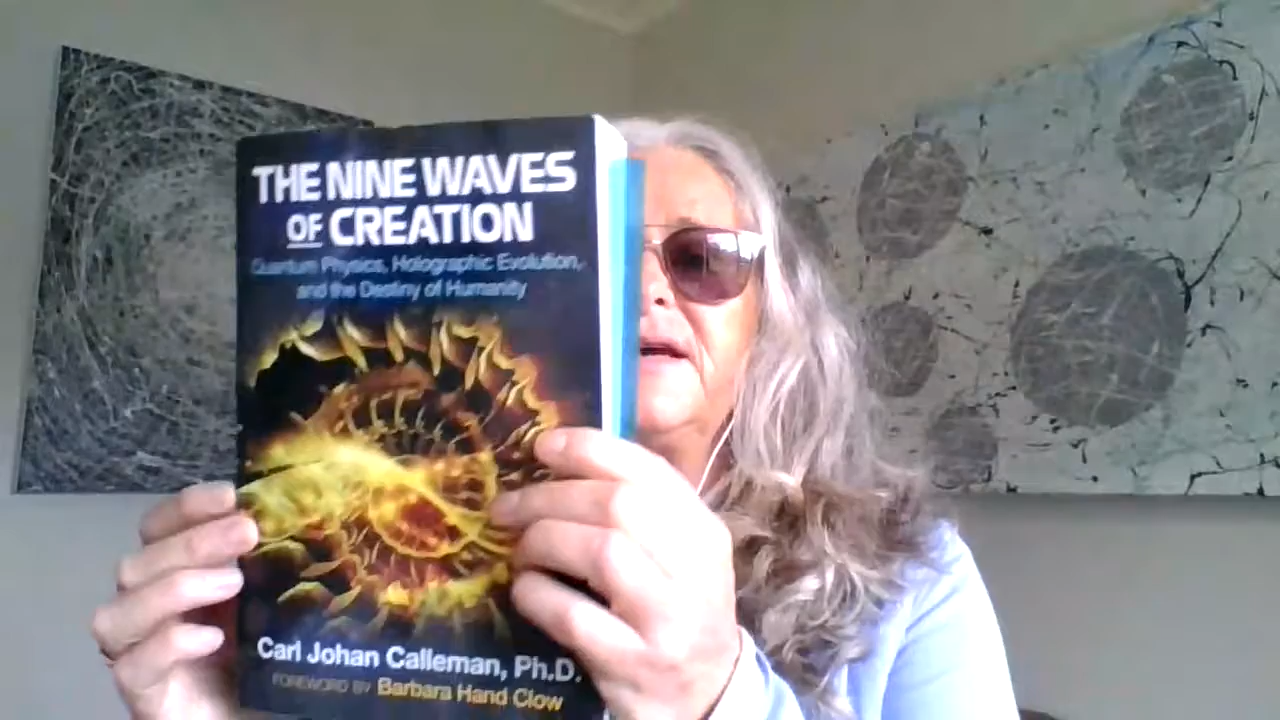 THE NINE WAVES
OF CREATION
Quantum Physics, Holographic Evolution,
and the Destiny of Humanity
Carl Johan Calleman, Ph.D.
FOREWORD BY Barbara Hand Clow